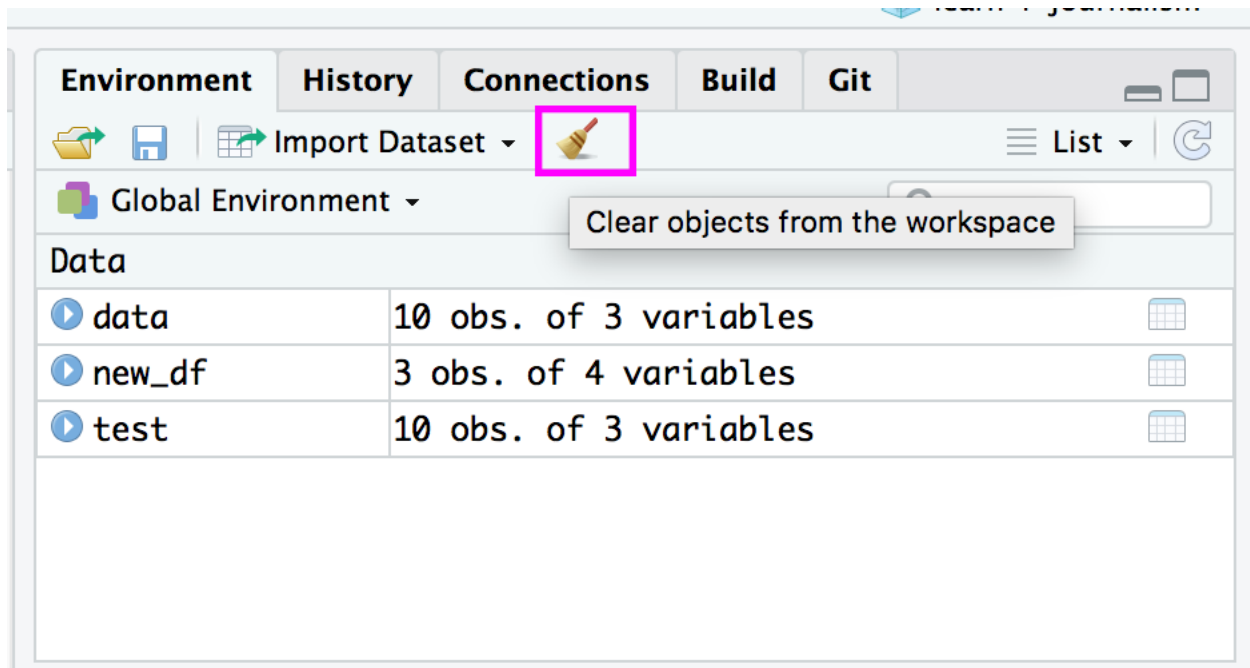 Environment History Connections Build Git
Import Dataset List
Global Environment
Clear objects from the workspace
Data
data 10 obs. of 3 variables
new_df 3 obs. of 4 variables
test 10 obs. of 3 variables